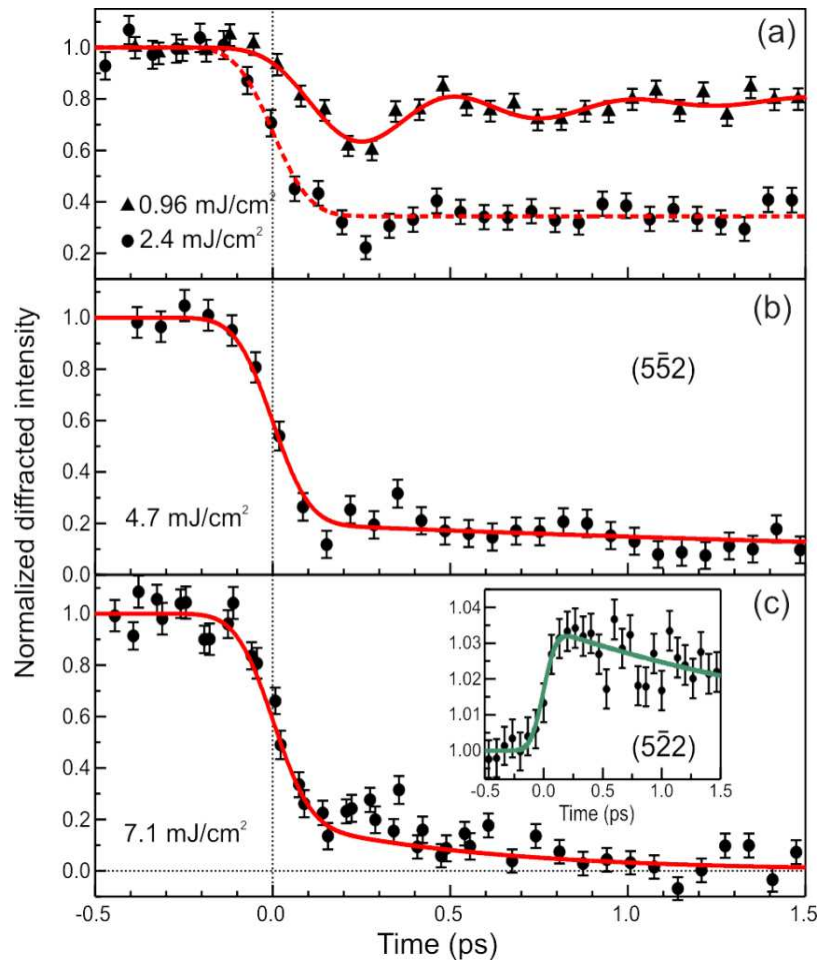 Normalized diffracted intensity
(a)
1.0
0.8
0.6
0.4
0.2
▲ 0.96 mJ/cm²
● 2.4 mJ/cm²
(b)
1.0
0.8
0.6
0.4
0.2
0.0
(55̄2)
4.7 mJ/cm²
(c)
1.0
0.8
0.6
0.4
0.2
0.0
7.1 mJ/cm²
1.04
1.03
1.02
1.01
1.00
(52̄2)
-0.5 0.0 0.5 1.0 1.5
Time (ps)
-0.5 0.0 0.5 1.0 1.5
Time (ps)